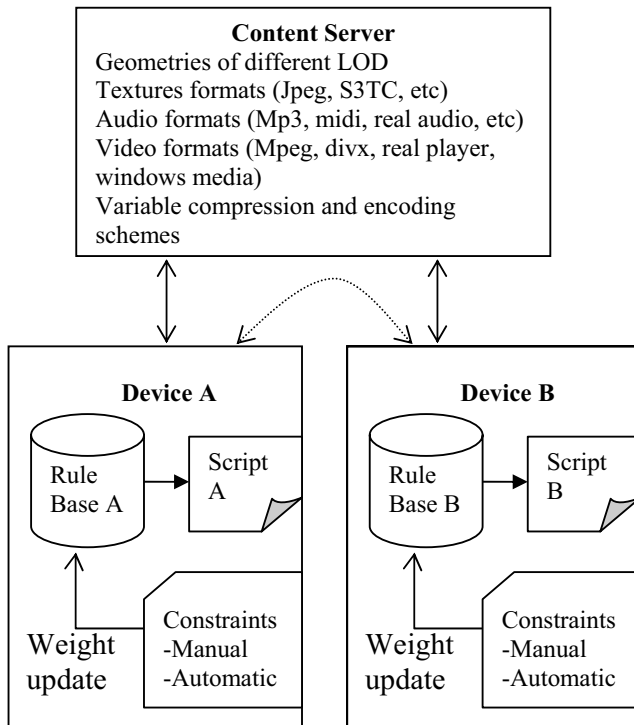 Content Server
Geometries of different LOD
Textures formats (Jpeg, S3TC, etc)
Audio formats (Mp3, midi, real audio, etc)
Video formats (Mpeg, divx, real player,
windows media)
Variable compression and encoding
schemes
Device A
Rule
Base A
Script
A
Constraints
-Manual
-Automatic
Weight
update
Device B
Rule
Base B
Script
B
Constraints
-Manual
-Automatic
Weight
update